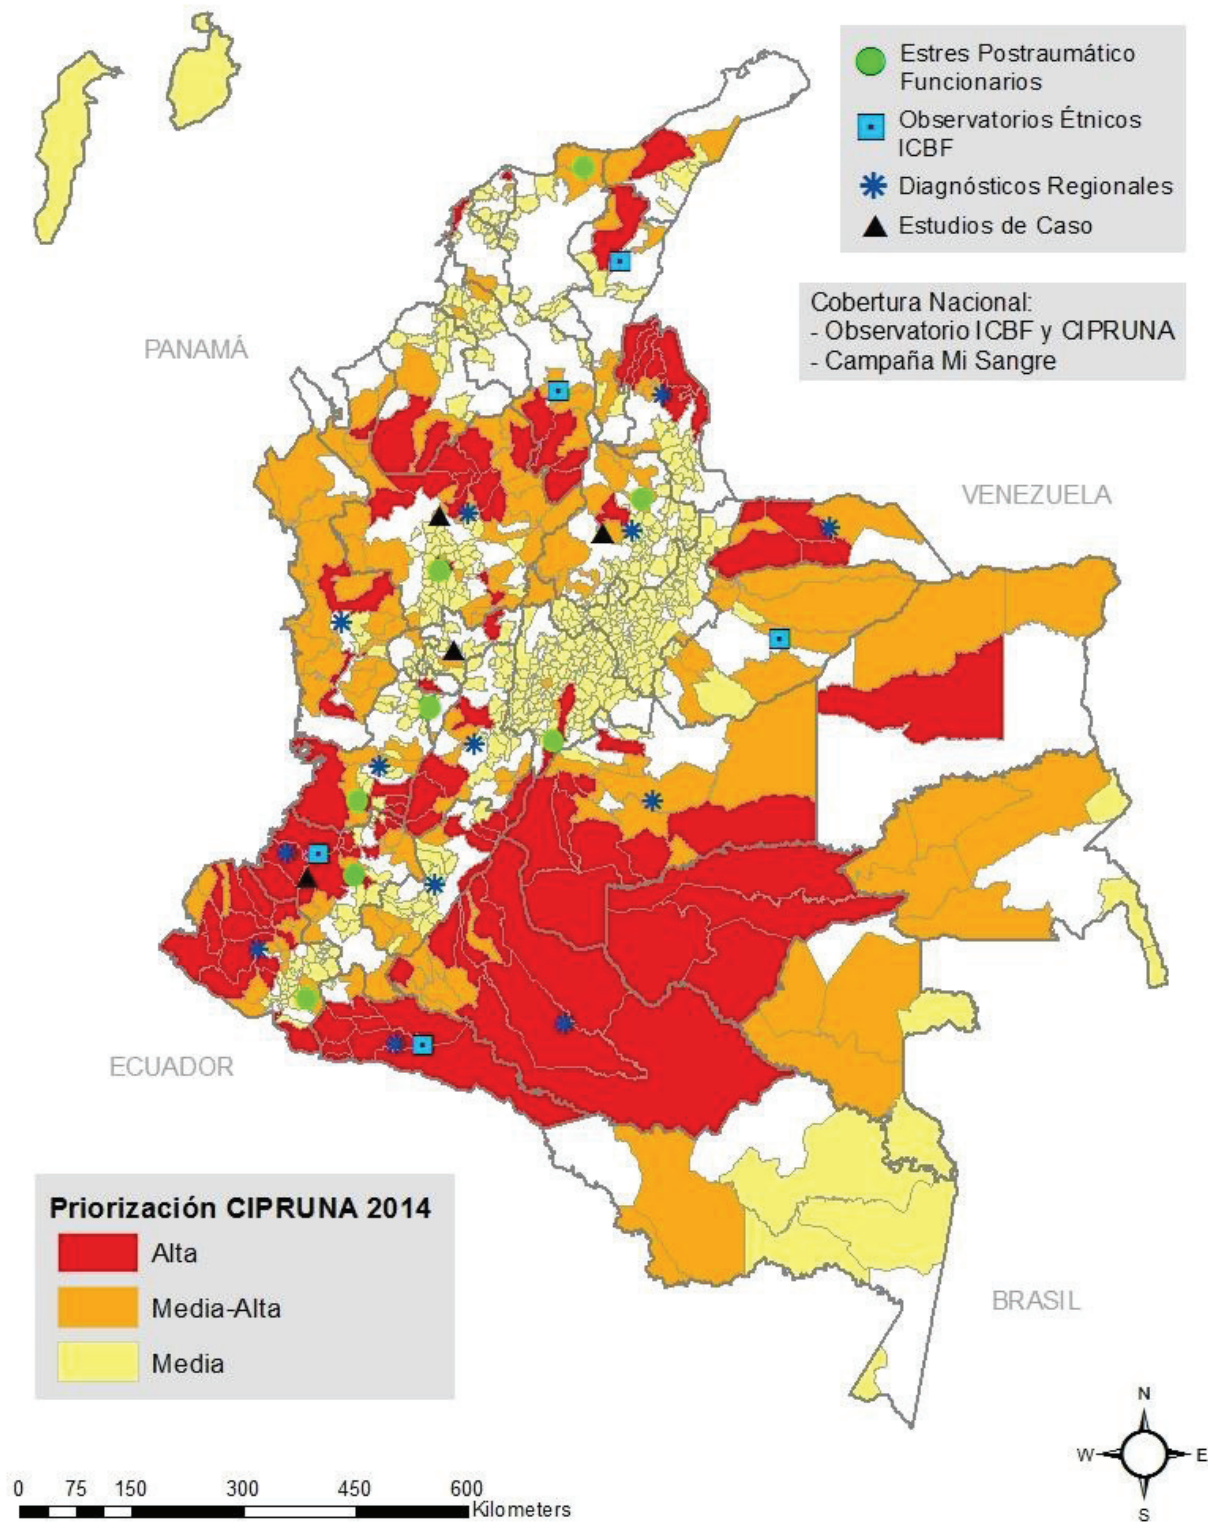 Estres Postraumático
Funcionarios
Observatorios Étnicos
ICBF
Diagnósticos Regionales
Estudios de Caso
Cobertura Nacional:
- Observatorio ICBF y CIPRUNA
- Campaña Mi Sangre
PANAMÁ
VENEZUELA
ECUADOR
BRASIL
Priorización CIPRUNA 2014
Alta
Media-Alta
Media
N
W E
S
0 75 150 300 450 600
Kilometers